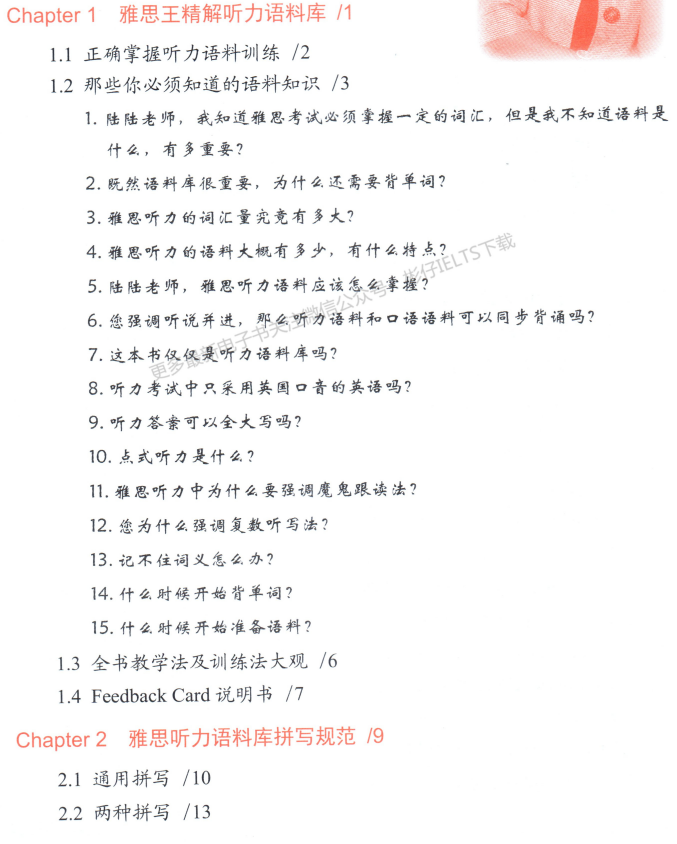 Chapter 1 雅思王精解听力语料库 /1
1.1 正确掌握听力语料训练 /2
1.2 那些你必须知道的语料知识 /3
1. 陆陆老师，我知道雅思考试必须掌握一定的词汇，但是我不知道语料是
什么，有多重要？
2. 既然语料库很重要，为什么还需要背单词？
3. 雅思听力的词汇量究竟有多大？
4. 雅思听力的语料大概有多少，有什么特点？
5. 陆陆老师，雅思听力语料应该怎么掌握？
6. 您强调听说并进，那么听力语料和口语语料可以同步背诵吗？
7. 这本书仅仅是听力语料库吗？
8. 听力考试中只采用英国口音的英语吗？
9. 听力答案可以全大写吗？
10. 点式听力是什么？
11. 雅思听力中为什么要强调魔鬼跟读法？
12. 您为什么强调复数听写法？
13. 记不住词义怎么办？
14. 什么时候开始背单词？
15. 什么时候开始准备语料？
1.3 全书教学法及训练法大观 /6
1.4 Feedback Card 说明书 /7
Chapter 2 雅思听力语料库拼写规范 /9
2.1 通用拼写 /10
2.2 两种拼写 /13
更多最新电子书关注微信公众号：彬仔IELTS下载